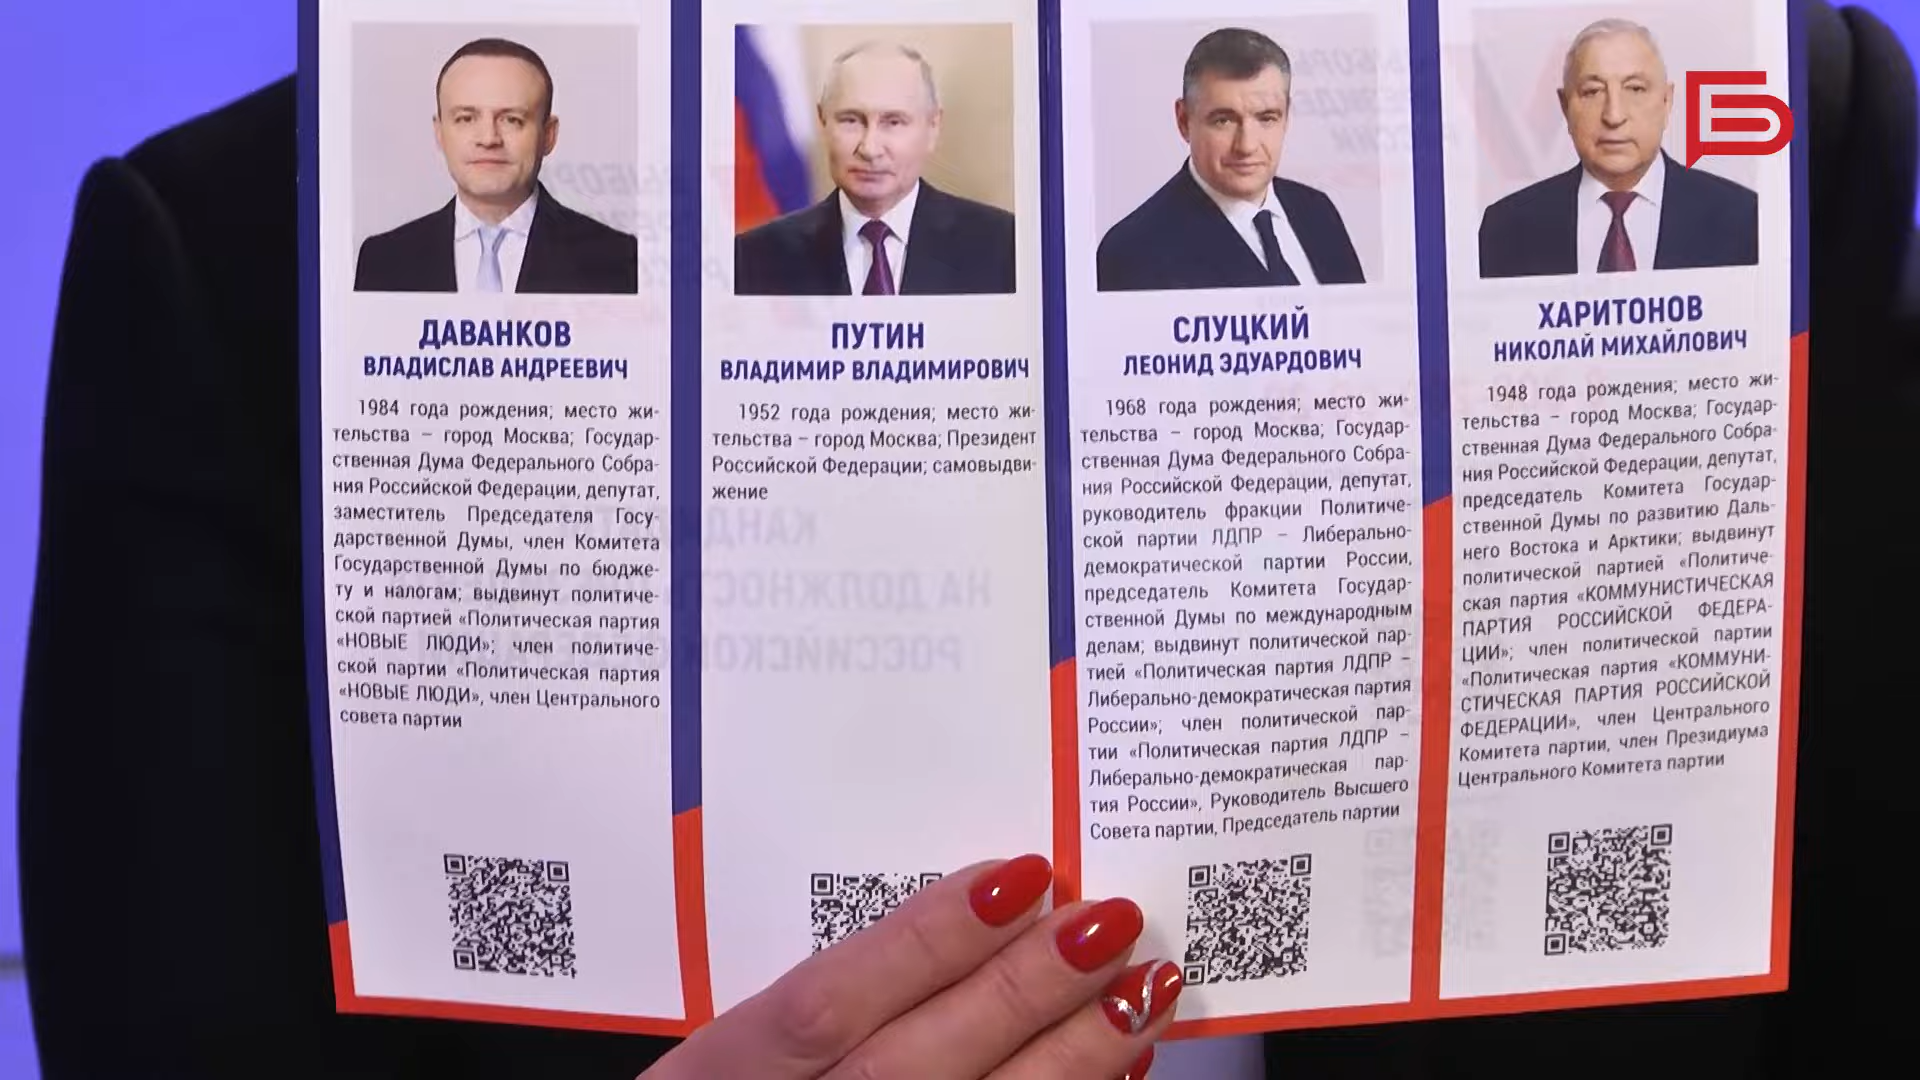 ДАВАНКОВ
ВЛАДИСЛАВ АНДРЕЕВИЧ
1984 года рождения; место жи-
тельства – город Москва; Государ-
ственная Дума Федерального Собра-
ния Российской Федерации, депутат,
заместитель Председателя Госу-
дарственной Думы, член Комитета
Государственной Думы по бюдже-
ту и налогам; выдвинут политиче-
ской партией «Политическая партия
«НОВЫЕ ЛЮДИ»; член политиче-
ской партии «Политическая партия
«НОВЫЕ ЛЮДИ», член Центрального
совета партии
ПУТИН
ВЛАДИМИР ВЛАДИМИРОВИЧ
1952 года рождения; место жи-
тельства – город Москва; Президент
Российской Федерации; самовыдви-
жение
СЛУЦКИЙ
ЛЕОНИД ЭДУАРДОВИЧ
1968 года рождения; место жи-
тельства – город Москва; Государ-
ственная Дума Федерального Собра-
ния Российской Федерации, депутат,
руководитель фракции Политиче-
ской партии ЛДПР – Либерально-
демократической партии России,
председатель Комитета Государ-
ственной Думы по международным
делам; выдвинут политической пар-
тией «Политическая партия ЛДПР –
Либерально-демократическая партия
России»; член политической пар-
тии «Политическая партия ЛДПР –
Либерально-демократическая пар-
тия России», Руководитель Высшего
Совета партии, Председатель партии
ХАРИТОНОВ
НИКОЛАЙ МИХАЙЛОВИЧ
1948 года рождения; место жи-
тельства – город Москва; Государ-
ственная Дума Федерального Собра-
ния Российской Федерации, депутат,
председатель Комитета Государ-
ственной Думы по развитию Даль-
него Востока и Арктики; выдвинут
политической партией «Политиче-
ская партия «КОММУНИСТИЧЕСКАЯ
ПАРТИЯ РОССИЙСКОЙ ФЕДЕРА-
ЦИИ»; член политической партии
«Политическая партия «КОММУНИ-
СТИЧЕСКАЯ ПАРТИЯ РОССИЙСКОЙ
ФЕДЕРАЦИИ», член Центрального
Комитета партии, член Президиума
Центрального Комитета партии
Б